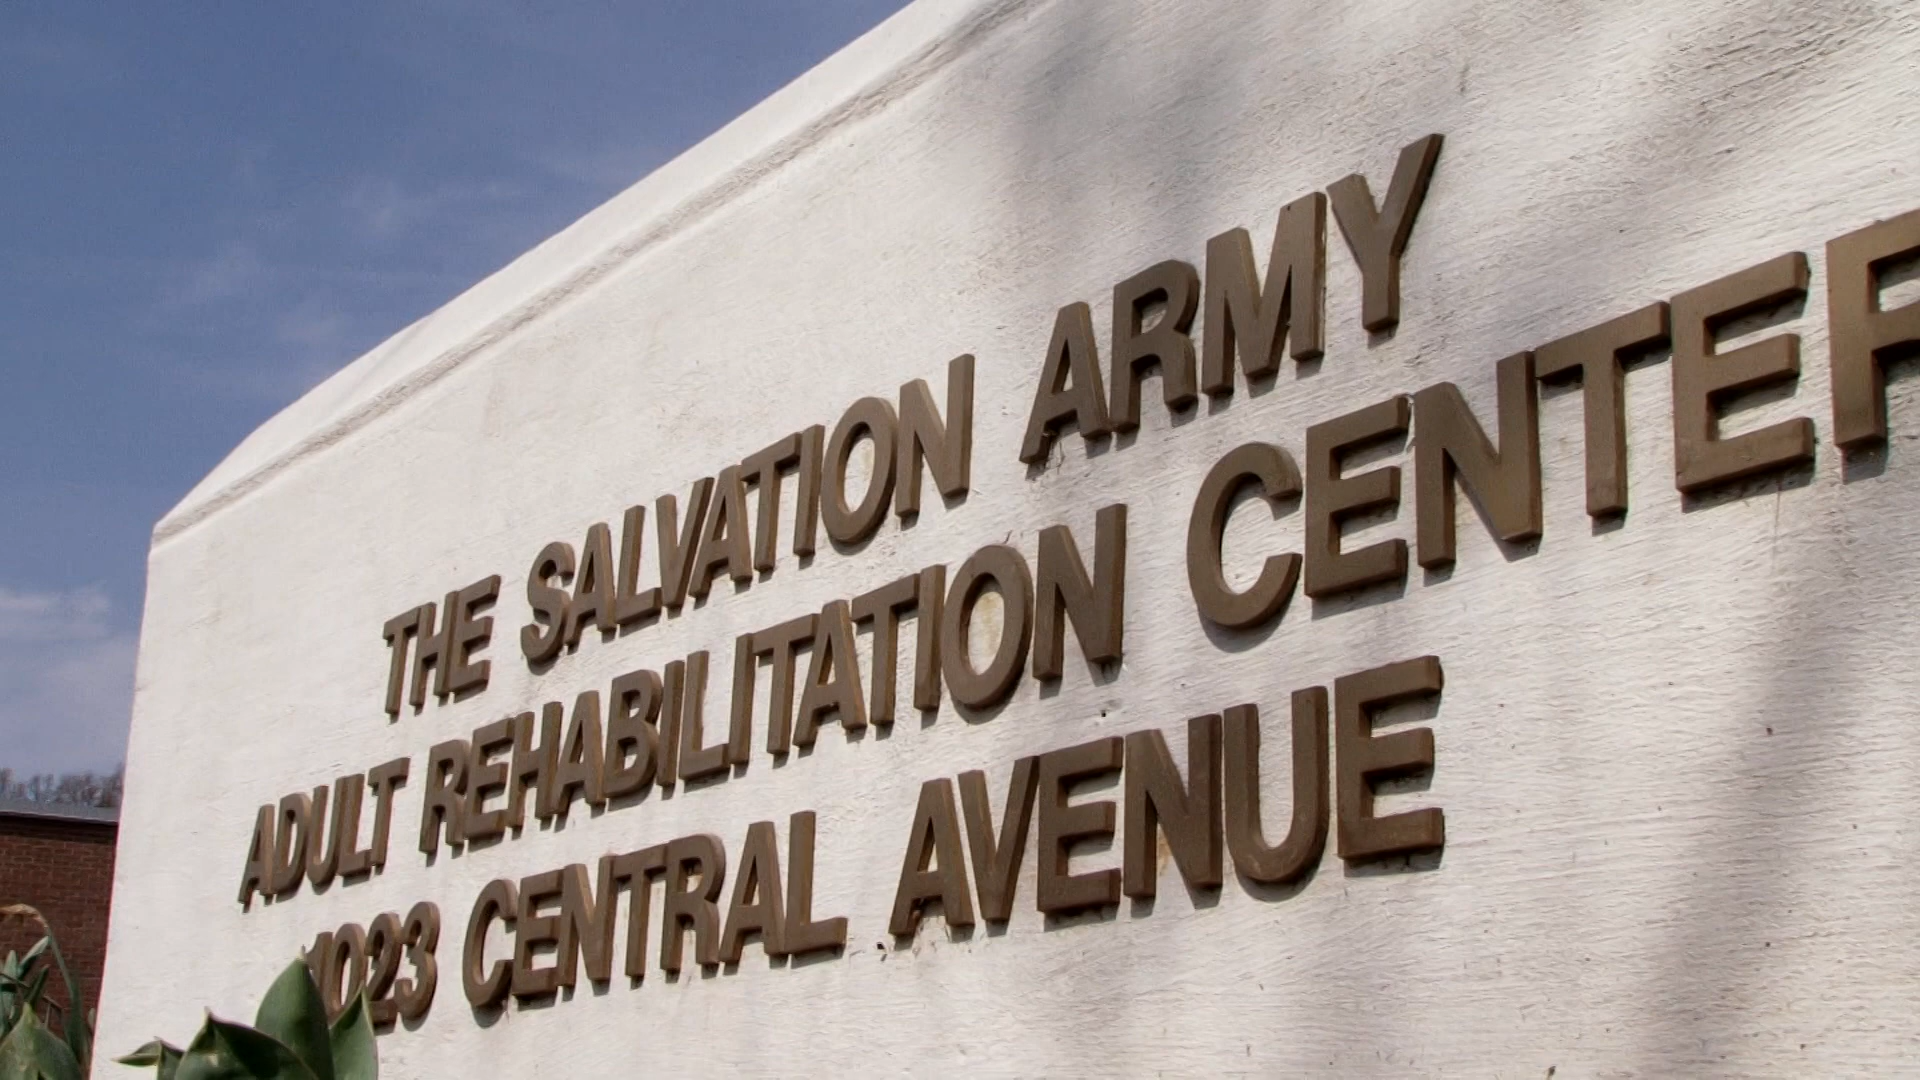 THE SALVATION ARMY
ADULT REHABILITATION CENTER
1023 CENTRAL AVENUE